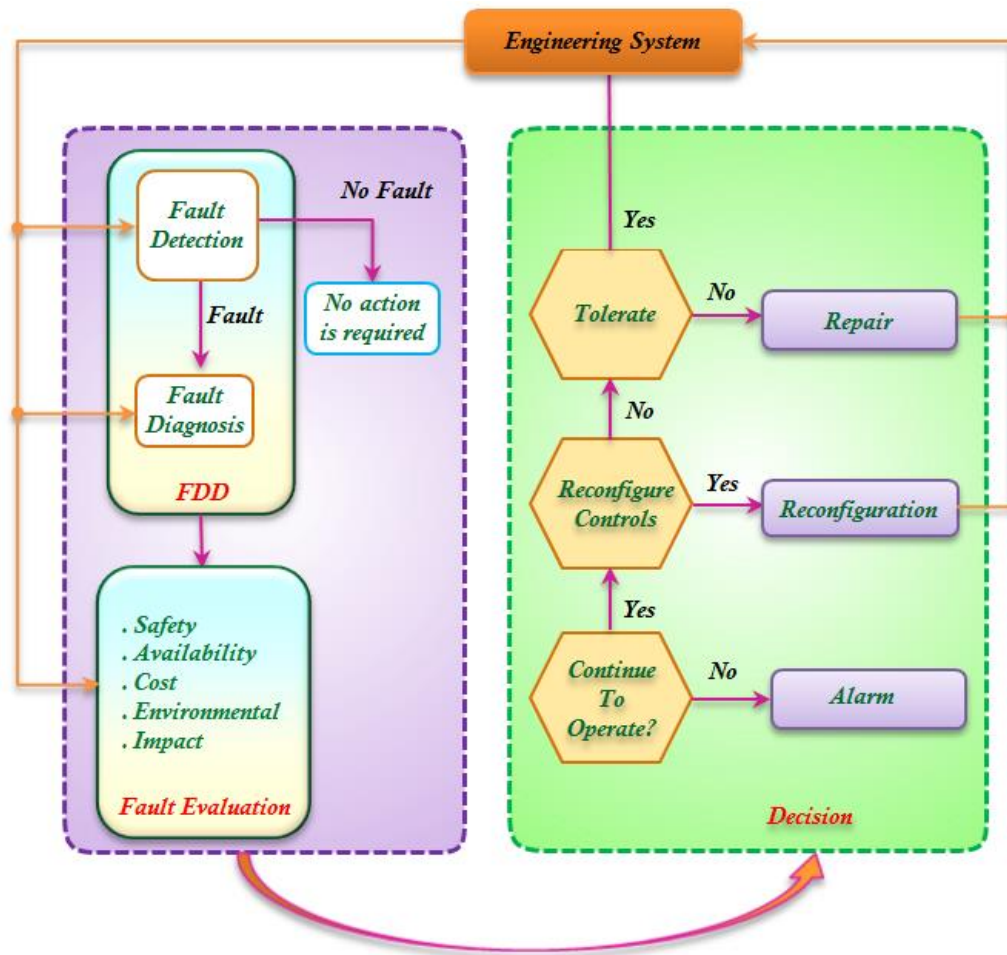 Engineering System
No Fault
Fault
Detection
Fault
No action
is required
Fault
Diagnosis
FDD
. Safety
. Availability
. Cost
. Environmental
. Impact
Fault Evaluation
Yes
Tolerate
No
Repair
No
Reconfigure
Controls
Yes
Reconfiguration
Yes
Continue
To
Operate?
No
Alarm
Decision